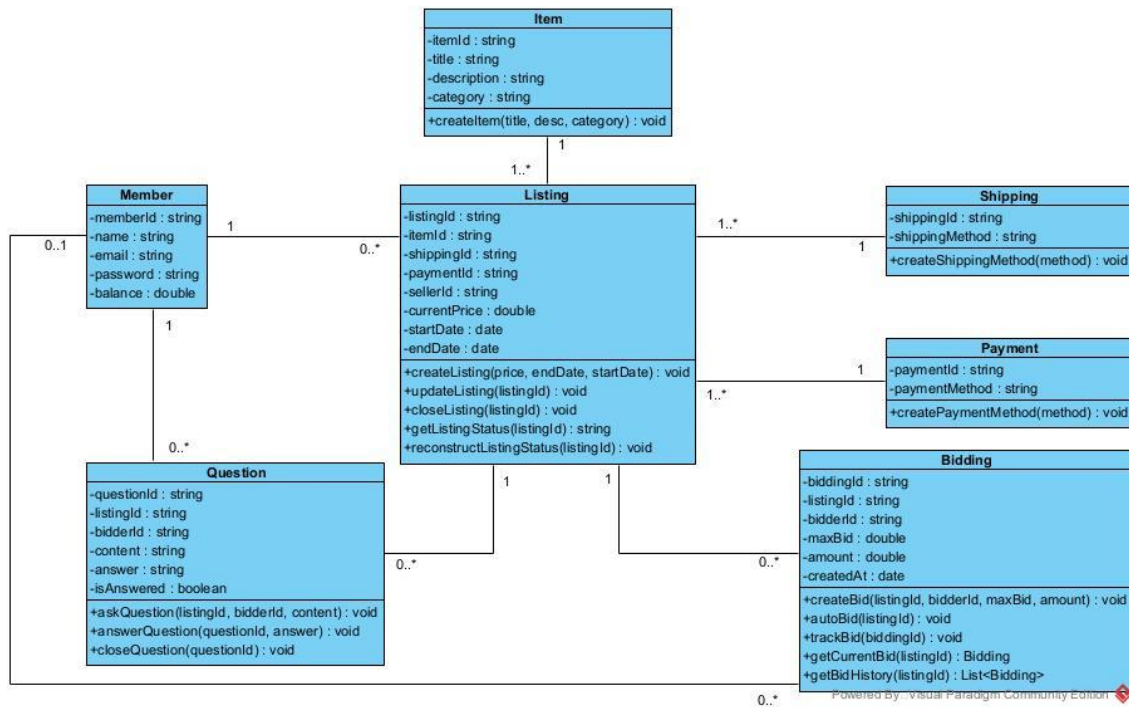 Item
-itemId : string
-title : string
-description : string
-category : string
+createItem(title, desc, category) : void
1
1..*
Member
-memberId : string
-name : string
-email : string
-password : string
-balance : double
1
0..*
0..1
Listing
-listingId : string
-itemId : string
-shippingId : string
-paymentId : string
-sellerId : string
-currentPrice : double
-startDate : date
-endDate : date
+createListing(price, endDate, startDate) : void
+updateListing(listingId) : void
+closeListing(listingId) : void
+getListingStatus(listingId) : string
+reconstructListingStatus(listingId) : void
1..*
1
Shipping
-shippingId : string
-shippingMethod : string
+createShippingMethod(method) : void
1
1..*
Payment
-paymentId : string
-paymentMethod : string
+createPaymentMethod(method) : void
1
0..*
Question
-questionId : string
-listingId : string
-bidderId : string
-content : string
-answer : string
-isAnswered : boolean
+askQuestion(listingId, bidderId, content) : void
+answerQuestion(questionId, answer) : void
+closeQuestion(questionId) : void
1
0..*
1
0..*
Bidding
-biddingId : string
-listingId : string
-bidderId : string
-maxBid : double
-amount : double
-createdAt : date
+createBid(listingId, bidderId, maxBid, amount) : void
+autoBid(listingId) : void
+trackBid(biddingId) : void
+getCurrentBid(listingId) : Bidding
+getBidHistory(listingId) : List<Bidding>
0..*
Powered By Visual Paradigm Community Edition